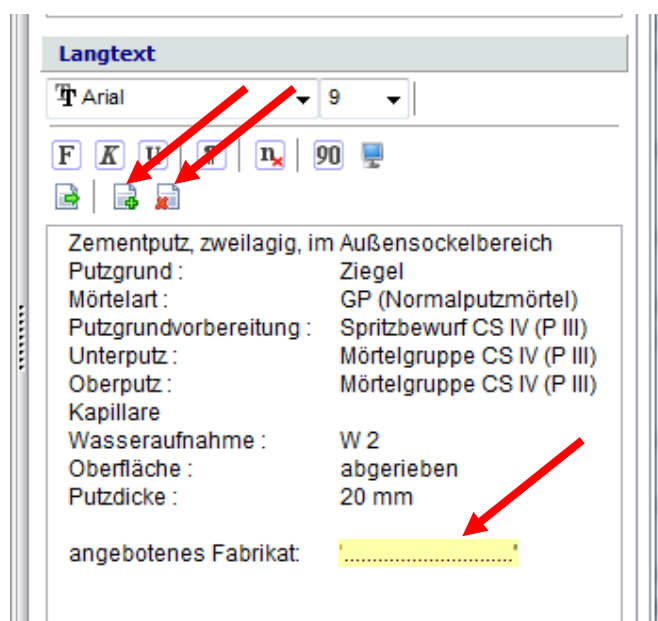 Langtext
Arial 9
F K U ¶ n 90
Zementputz, zweilagig, im Außensockelbereich
Putzgrund : Ziegel
Mörtelart : GP (Normalputzmörtel)
Putzgrundvorbereitung : Spritzbewurf CS IV (P III)
Unterputz : Mörtelgruppe CS IV (P III)
Oberputz : Mörtelgruppe CS IV (P III)
Kapillare
Wasseraufnahme : W 2
Oberfläche : abgerieben
Putzdicke : 20 mm
angebotenes Fabrikat: '..............................'